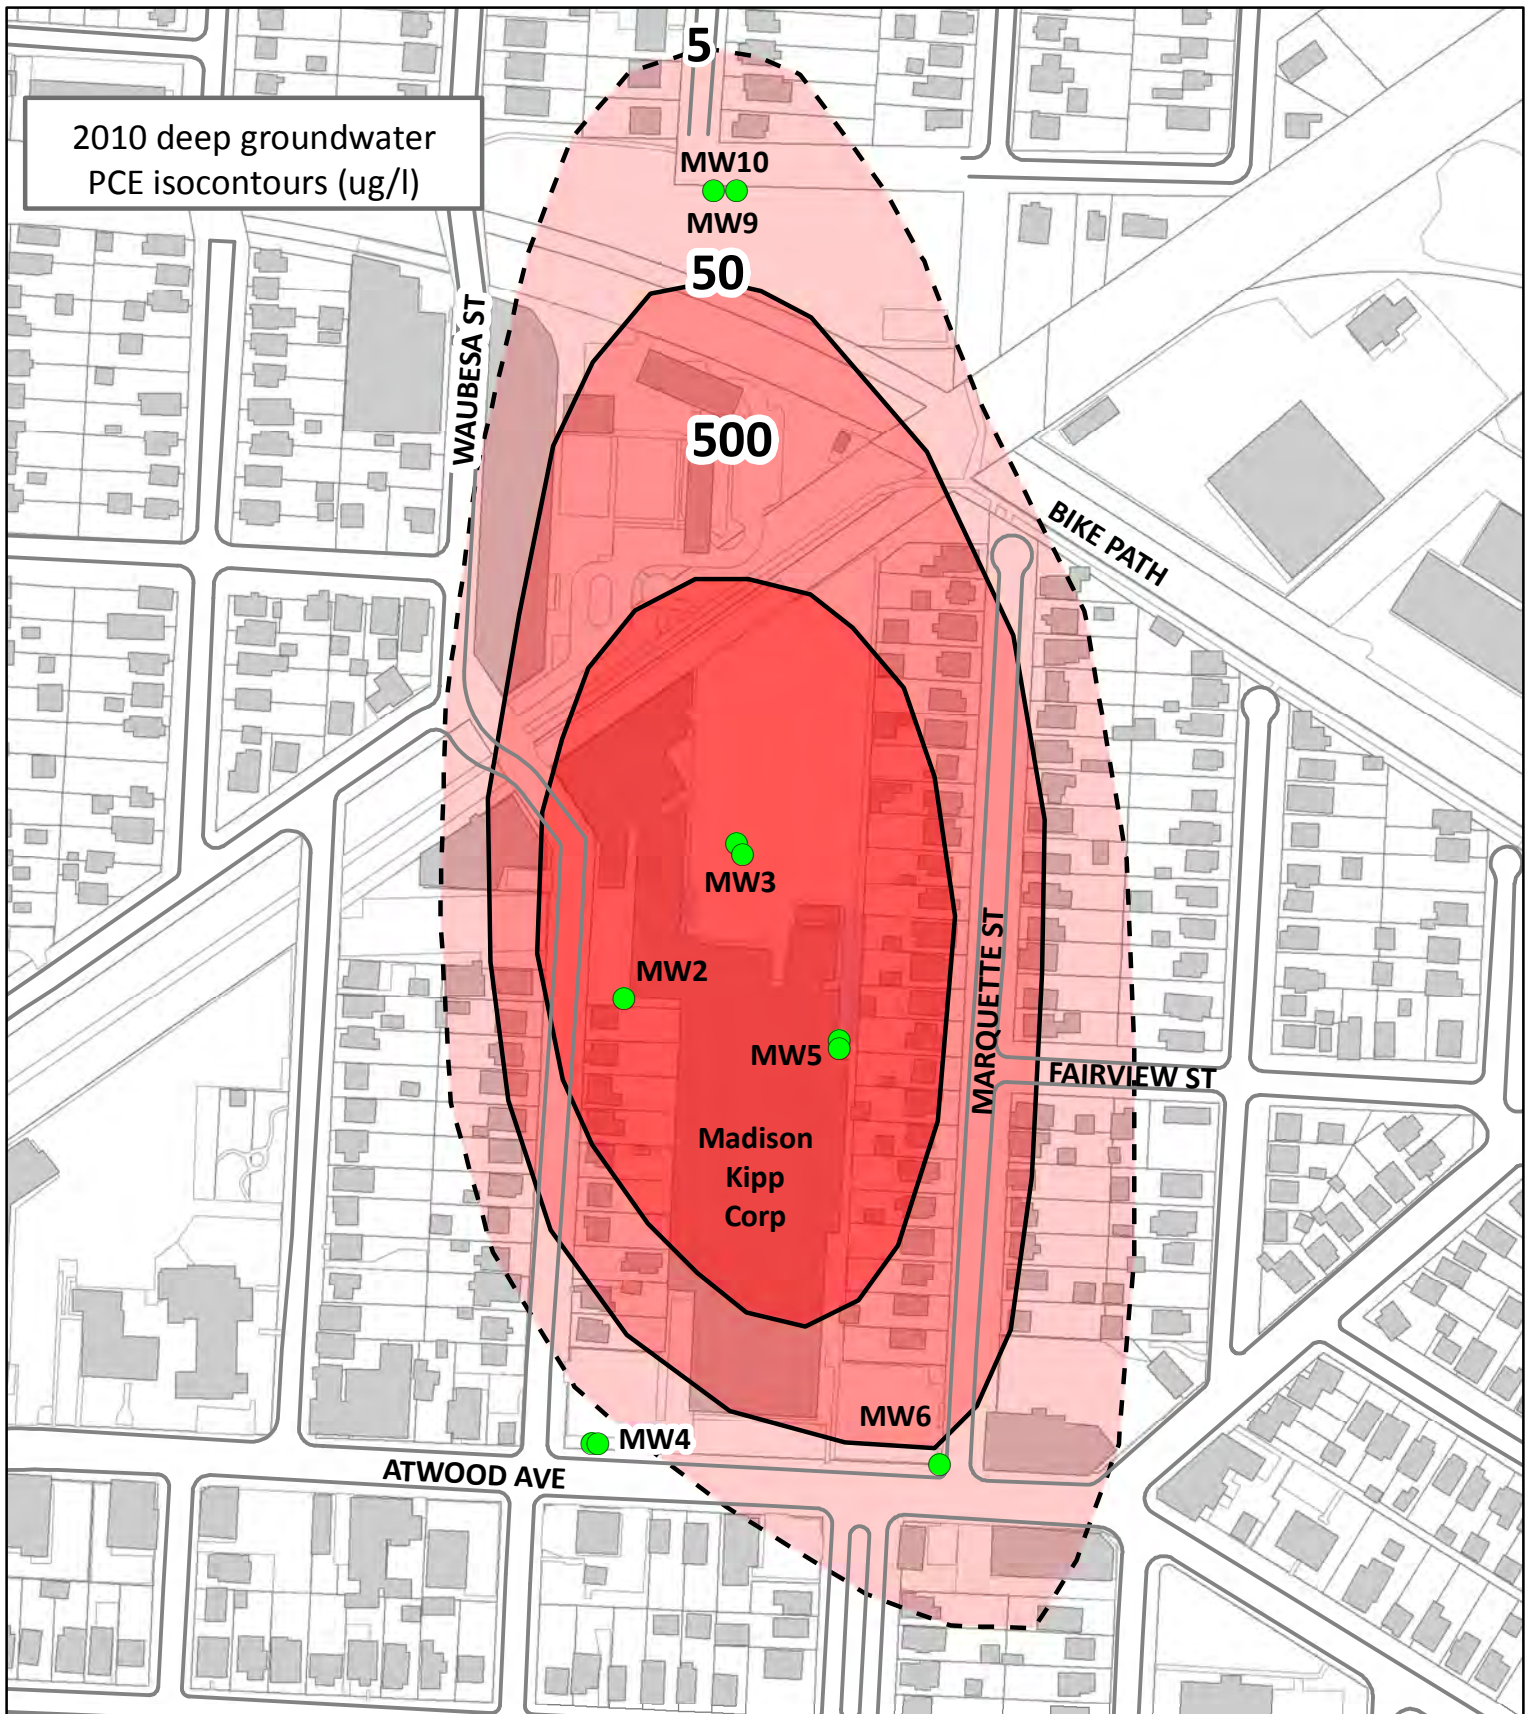 5
2010 deep groundwater
PCE isocontours (ug/l)
MW10
MW9
50
WAUBESA ST
500
BIKE PATH
MW3
MW2
MARQUETTE ST
MW5
FAIRVIEW ST
Madison
Kipp
Corp
MW6
MW4
ATWOOD AVE